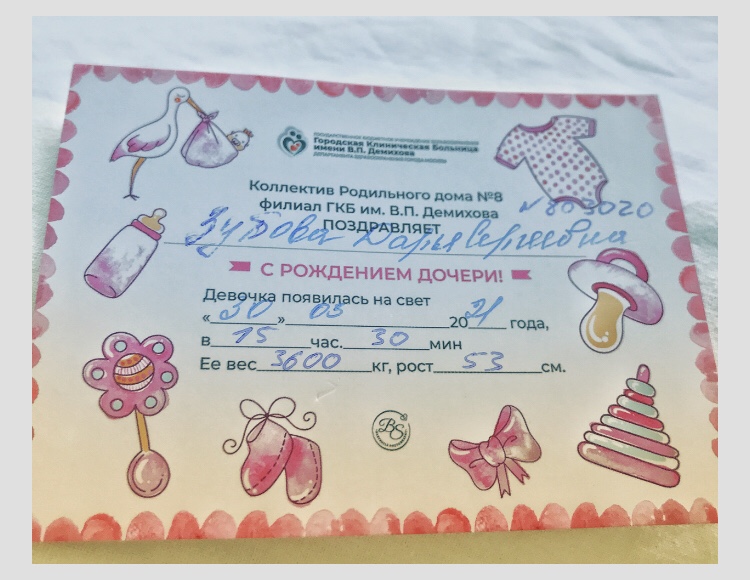 Городская Клиническая Больница
имени В.П. Демихова
Коллектив Родильного дома №8
филиал ГКБ им. В.П. Демихова
№803020
ПОЗДРАВЛЯЕТ
Зубова Дарья Сергеевна
С РОЖДЕНИЕМ ДОЧЕРИ!
Девочка появилась на свет
«30» 03 2021 года,
в 15 час. 30 мин
Ее вес 3600 кг, рост 53 см.
BS